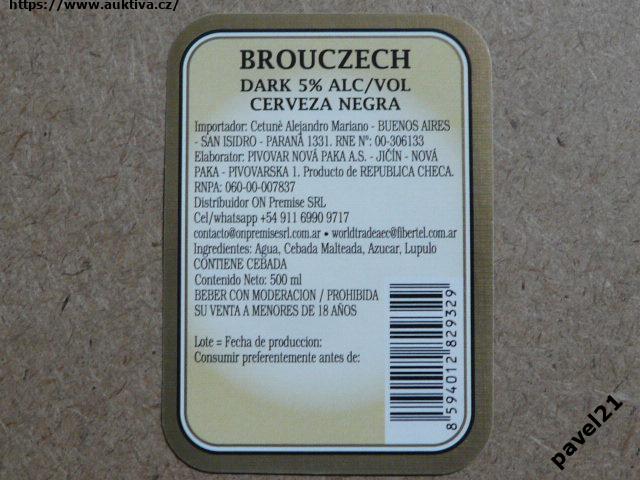 https://www.auktiva.cz/
BROUCZECH
DARK 5% ALC/VOL
CERVEZA NEGRA
Importador: Cetunè Alejandro Mariano - BUENOS AIRES
- SAN ISIDRO - PARANÁ 1331. RNE Nº: 00-306133
Elaborator: PIVOVAR NOVÁ PAKA A.S. - JIČÍN - NOVÁ
PAKA - PIVOVARSKA 1. Producto de REPUBLICA CHECA.
RNPA: 060-00-007837
Distribuidor ON Premise SRL
Cel/whatsapp +54 911 6990 9717
contacto@onpremisesrl.com.ar • worldtradeaec@fibertel.com.ar
Ingredientes: Agua, Cebada Malteada, Azucar, Lupulo
CONTIENE CEBADA
Contenido Neto: 500 ml
BEBER CON MODERACION / PROHIBIDA
SU VENTA A MENORES DE 18 AÑOS
Lote = Fecha de produccion:
Consumir preferentemente antes de:
8 594012 829329
pavel21